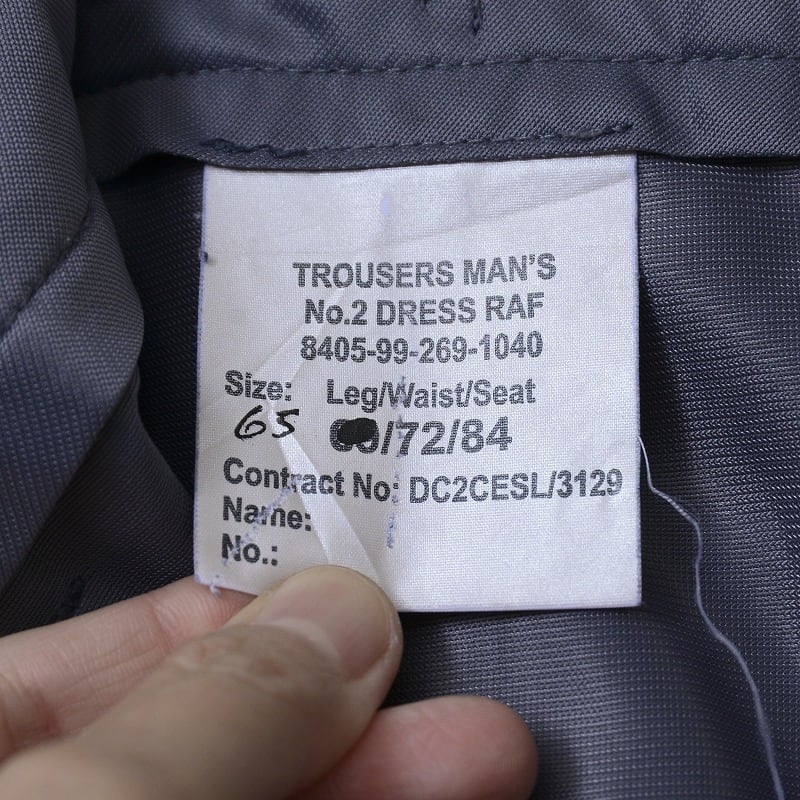 TROUSERS MAN'S
No.2 DRESS RAF
8405-99-269-1040
Size: Leg/Waist/Seat
65 /72/84
Contract No: DC2CESL/3129
Name:
No.: